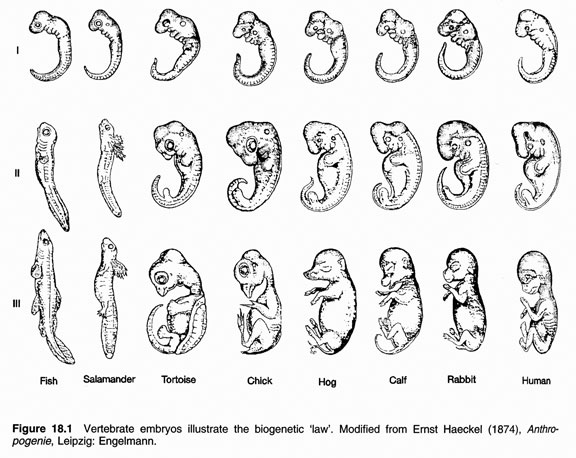 I
II
III
Fish Salamander Tortoise Chick Hog Calf Rabbit Human
Figure 18.1 Vertebrate embryos illustrate the biogenetic 'law'. Modified from Ernst Haeckel (1874), Anthro-
pogenie, Leipzig: Engelmann.